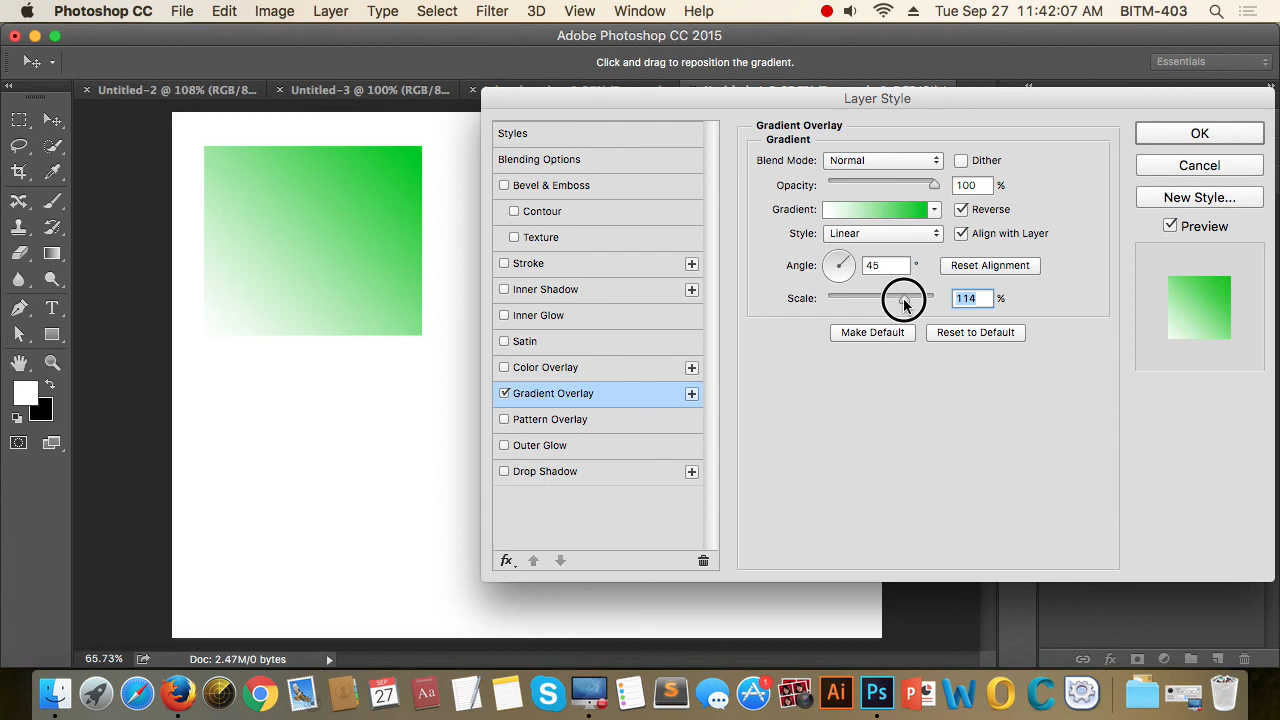 Photoshop CC File Edit Image Layer Type Select Filter 3D View Window Help Tue Sep 27 11:42:07 AM BITM-403
Adobe Photoshop CC 2015
Click and drag to reposition the gradient. Essentials
Untitled-2 @ 108% (RGB/8... Untitled-3 @ 100% (RGB/8...
Layer Style
Styles
Blending Options
Bevel & Emboss
Contour
Texture
Stroke
Inner Shadow
Inner Glow
Satin
Color Overlay
Gradient Overlay
Pattern Overlay
Outer Glow
Drop Shadow
fx
Gradient Overlay
Gradient
Blend Mode: Normal Dither
Opacity: 100 %
Gradient: Reverse
Style: Linear Align with Layer
Angle: 45 ° Reset Alignment
Scale: 114 %
Make Default Reset to Default
OK
Cancel
New Style...
Preview
65.73% Doc: 2.47M/0 bytes
fx
27
Aa
S
1
Ai
Ps